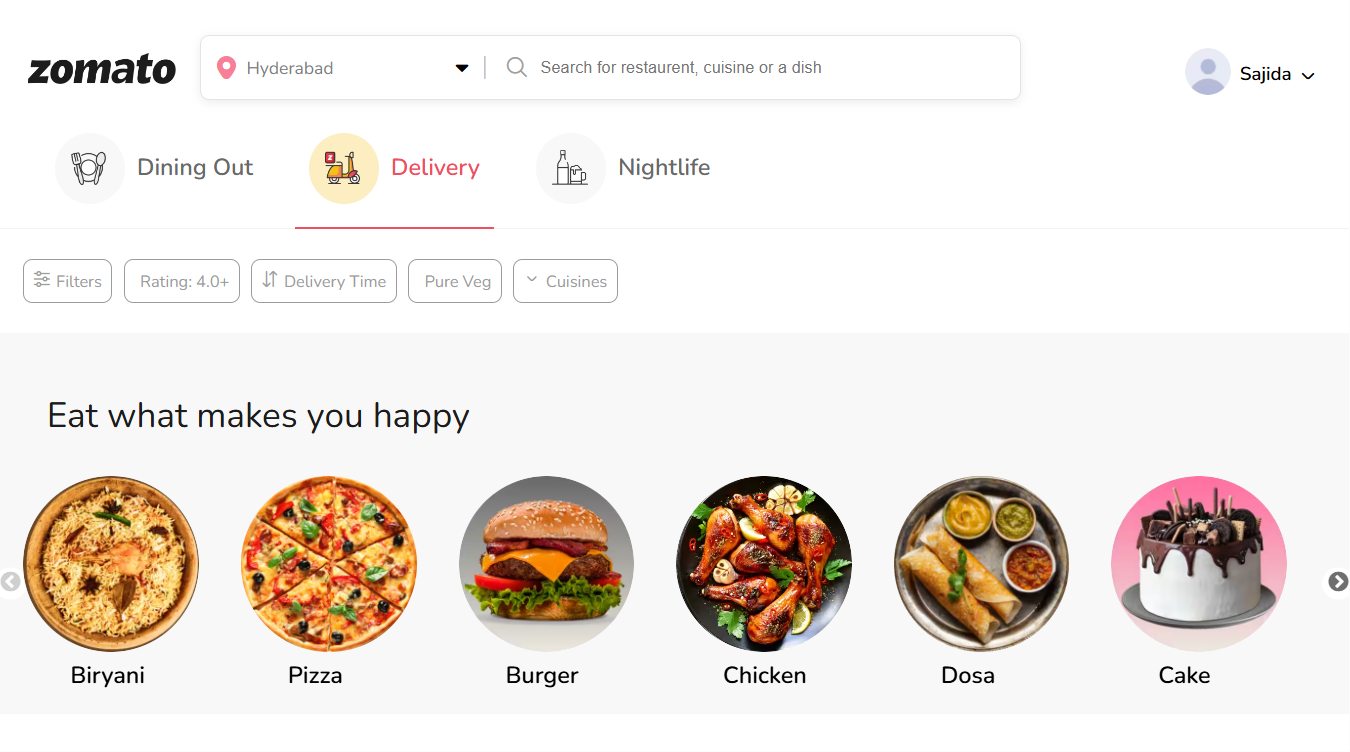 zomato
Hyderabad
Search for restaurent, cuisine or a dish
Sajida
Dining Out
Delivery
Nightlife
Filters
Rating: 4.0+
Delivery Time
Pure Veg
Cuisines
Eat what makes you happy
Biryani
Pizza
Burger
Chicken
Dosa
Cake